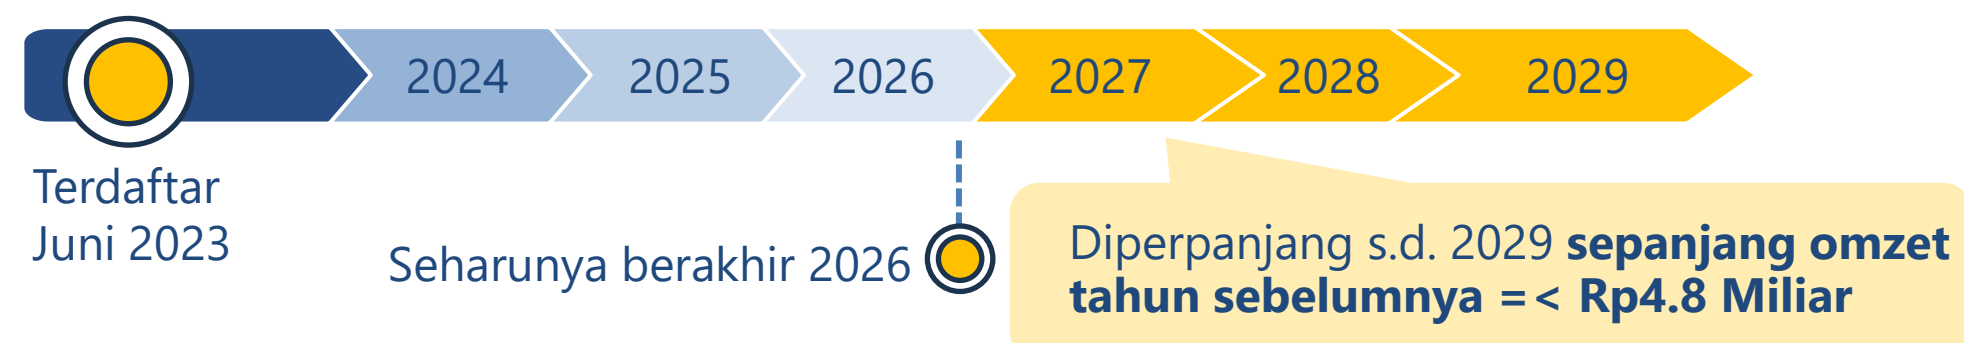 2024 2025 2026 2027 2028 2029
Terdaftar
Juni 2023
Seharunya berakhir 2026
Diperpanjang s.d. 2029 sepanjang omzet
tahun sebelumnya =< Rp4.8 Miliar